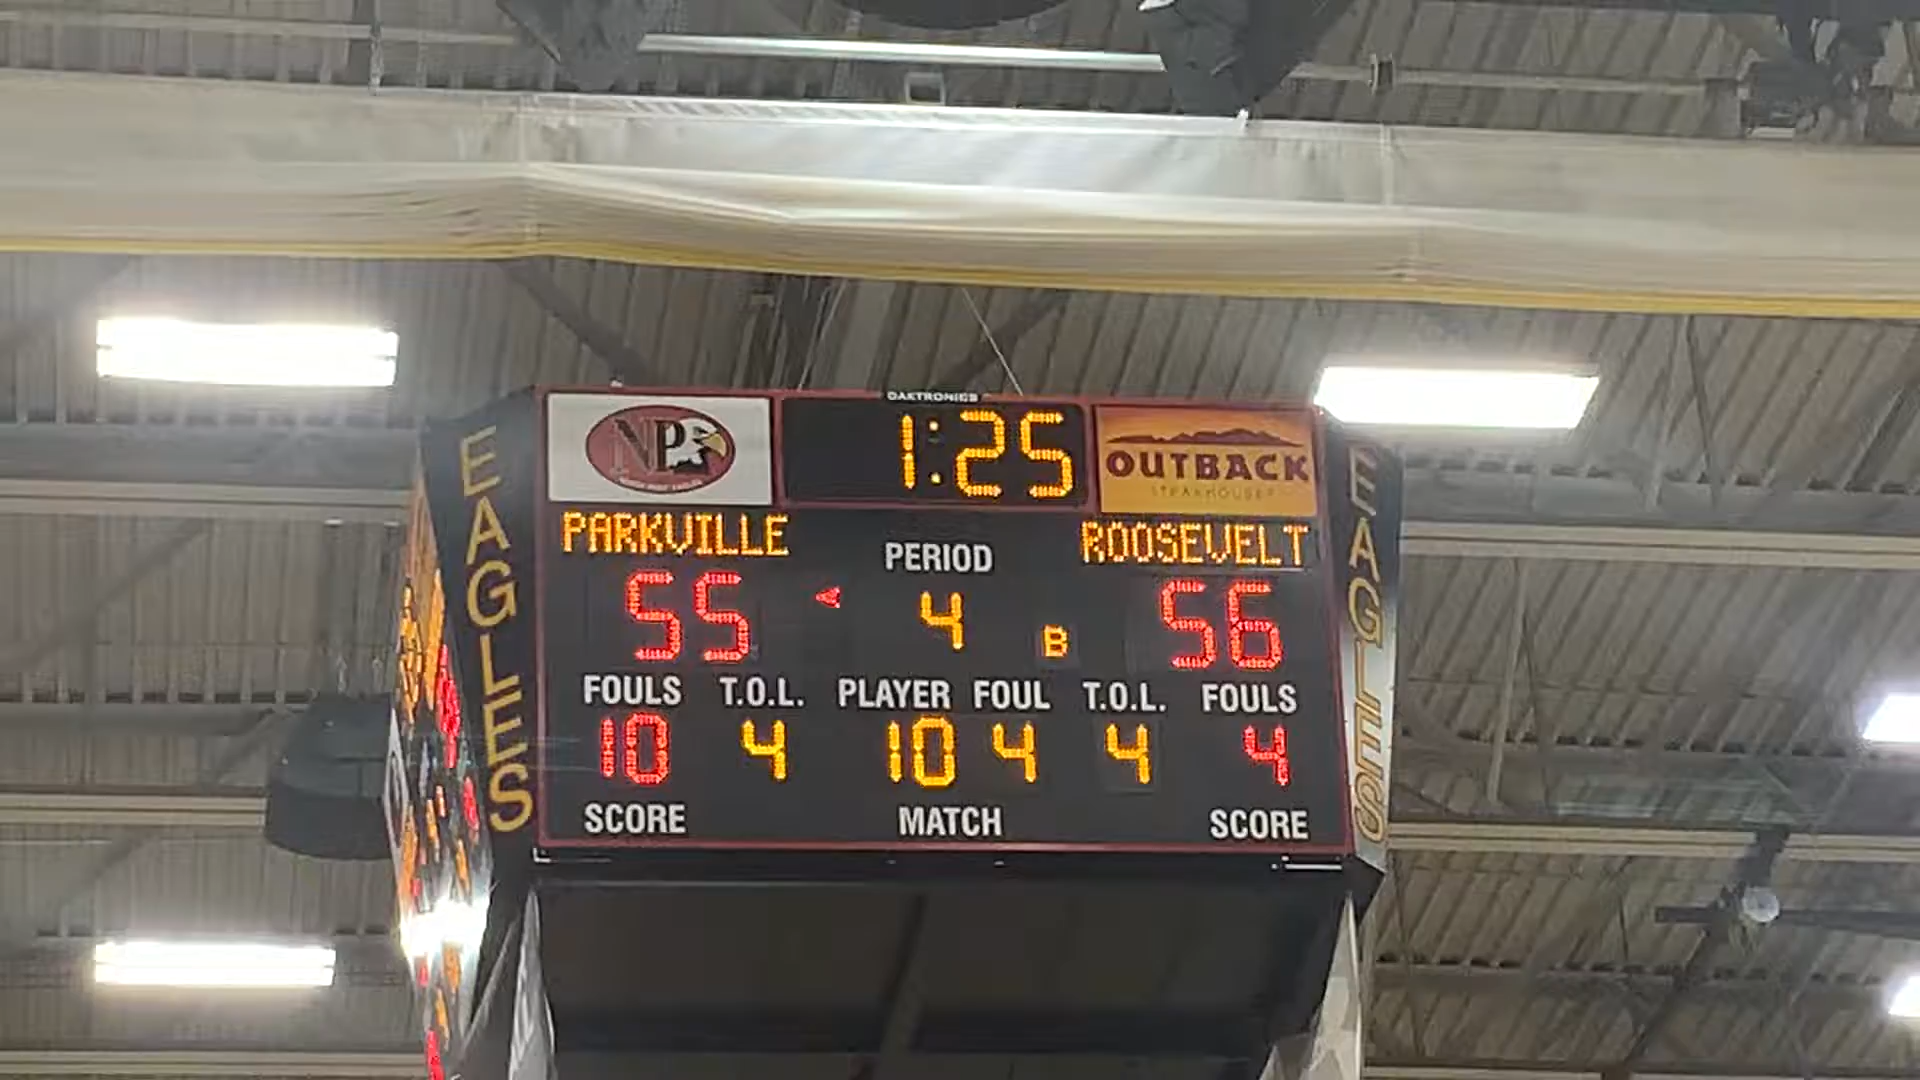 DAKTRONICS
NP
1:25
OUTBACK
STEAKHOUSE
EAGLES
EAGLES
PARKVILLE
PERIOD
ROOSEVELT
55 4 B 56
FOULS T.O.L. PLAYER FOUL T.O.L. FOULS
10 4 10 4 4 4
SCORE MATCH SCORE